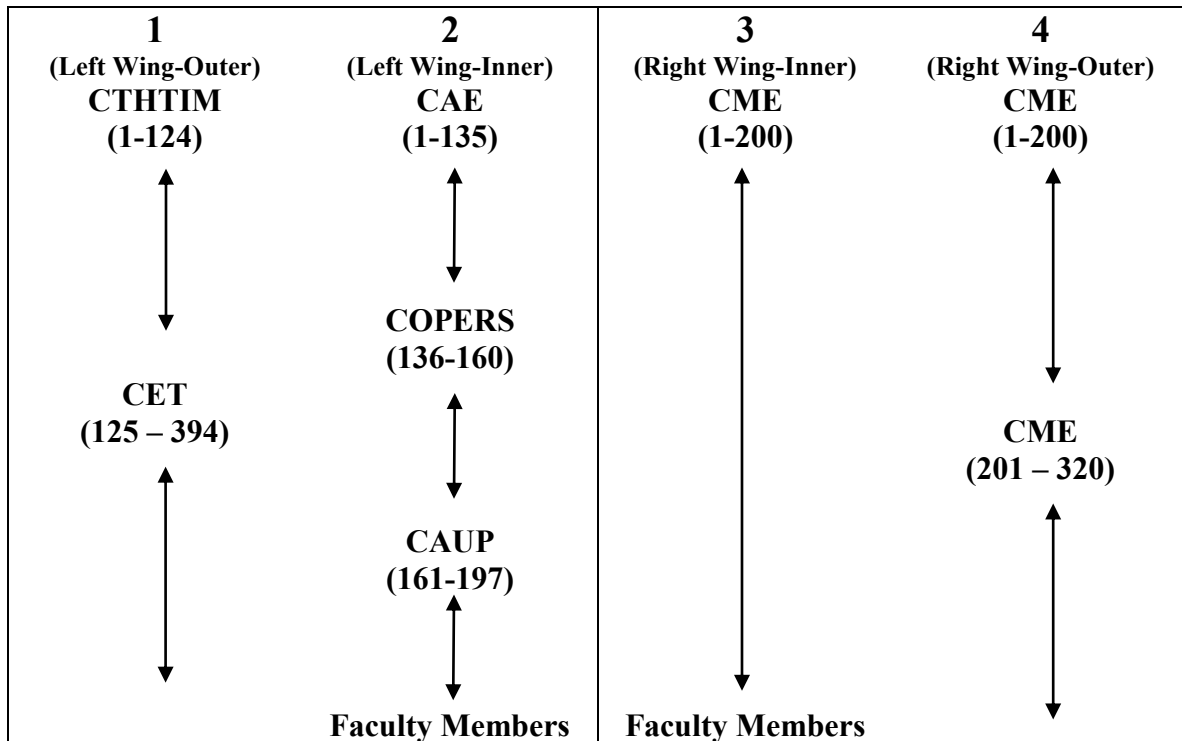 1
(Left Wing-Outer)
CTHTIM
(1-124)
CET
(125 – 394)
2
(Left Wing-Inner)
CAE
(1-135)
COPERS
(136-160)
CAUP
(161-197)
Faculty Members
3
(Right Wing-Inner)
CME
(1-200)
Faculty Members
4
(Right Wing-Outer)
CME
(1-200)
CME
(201 – 320)